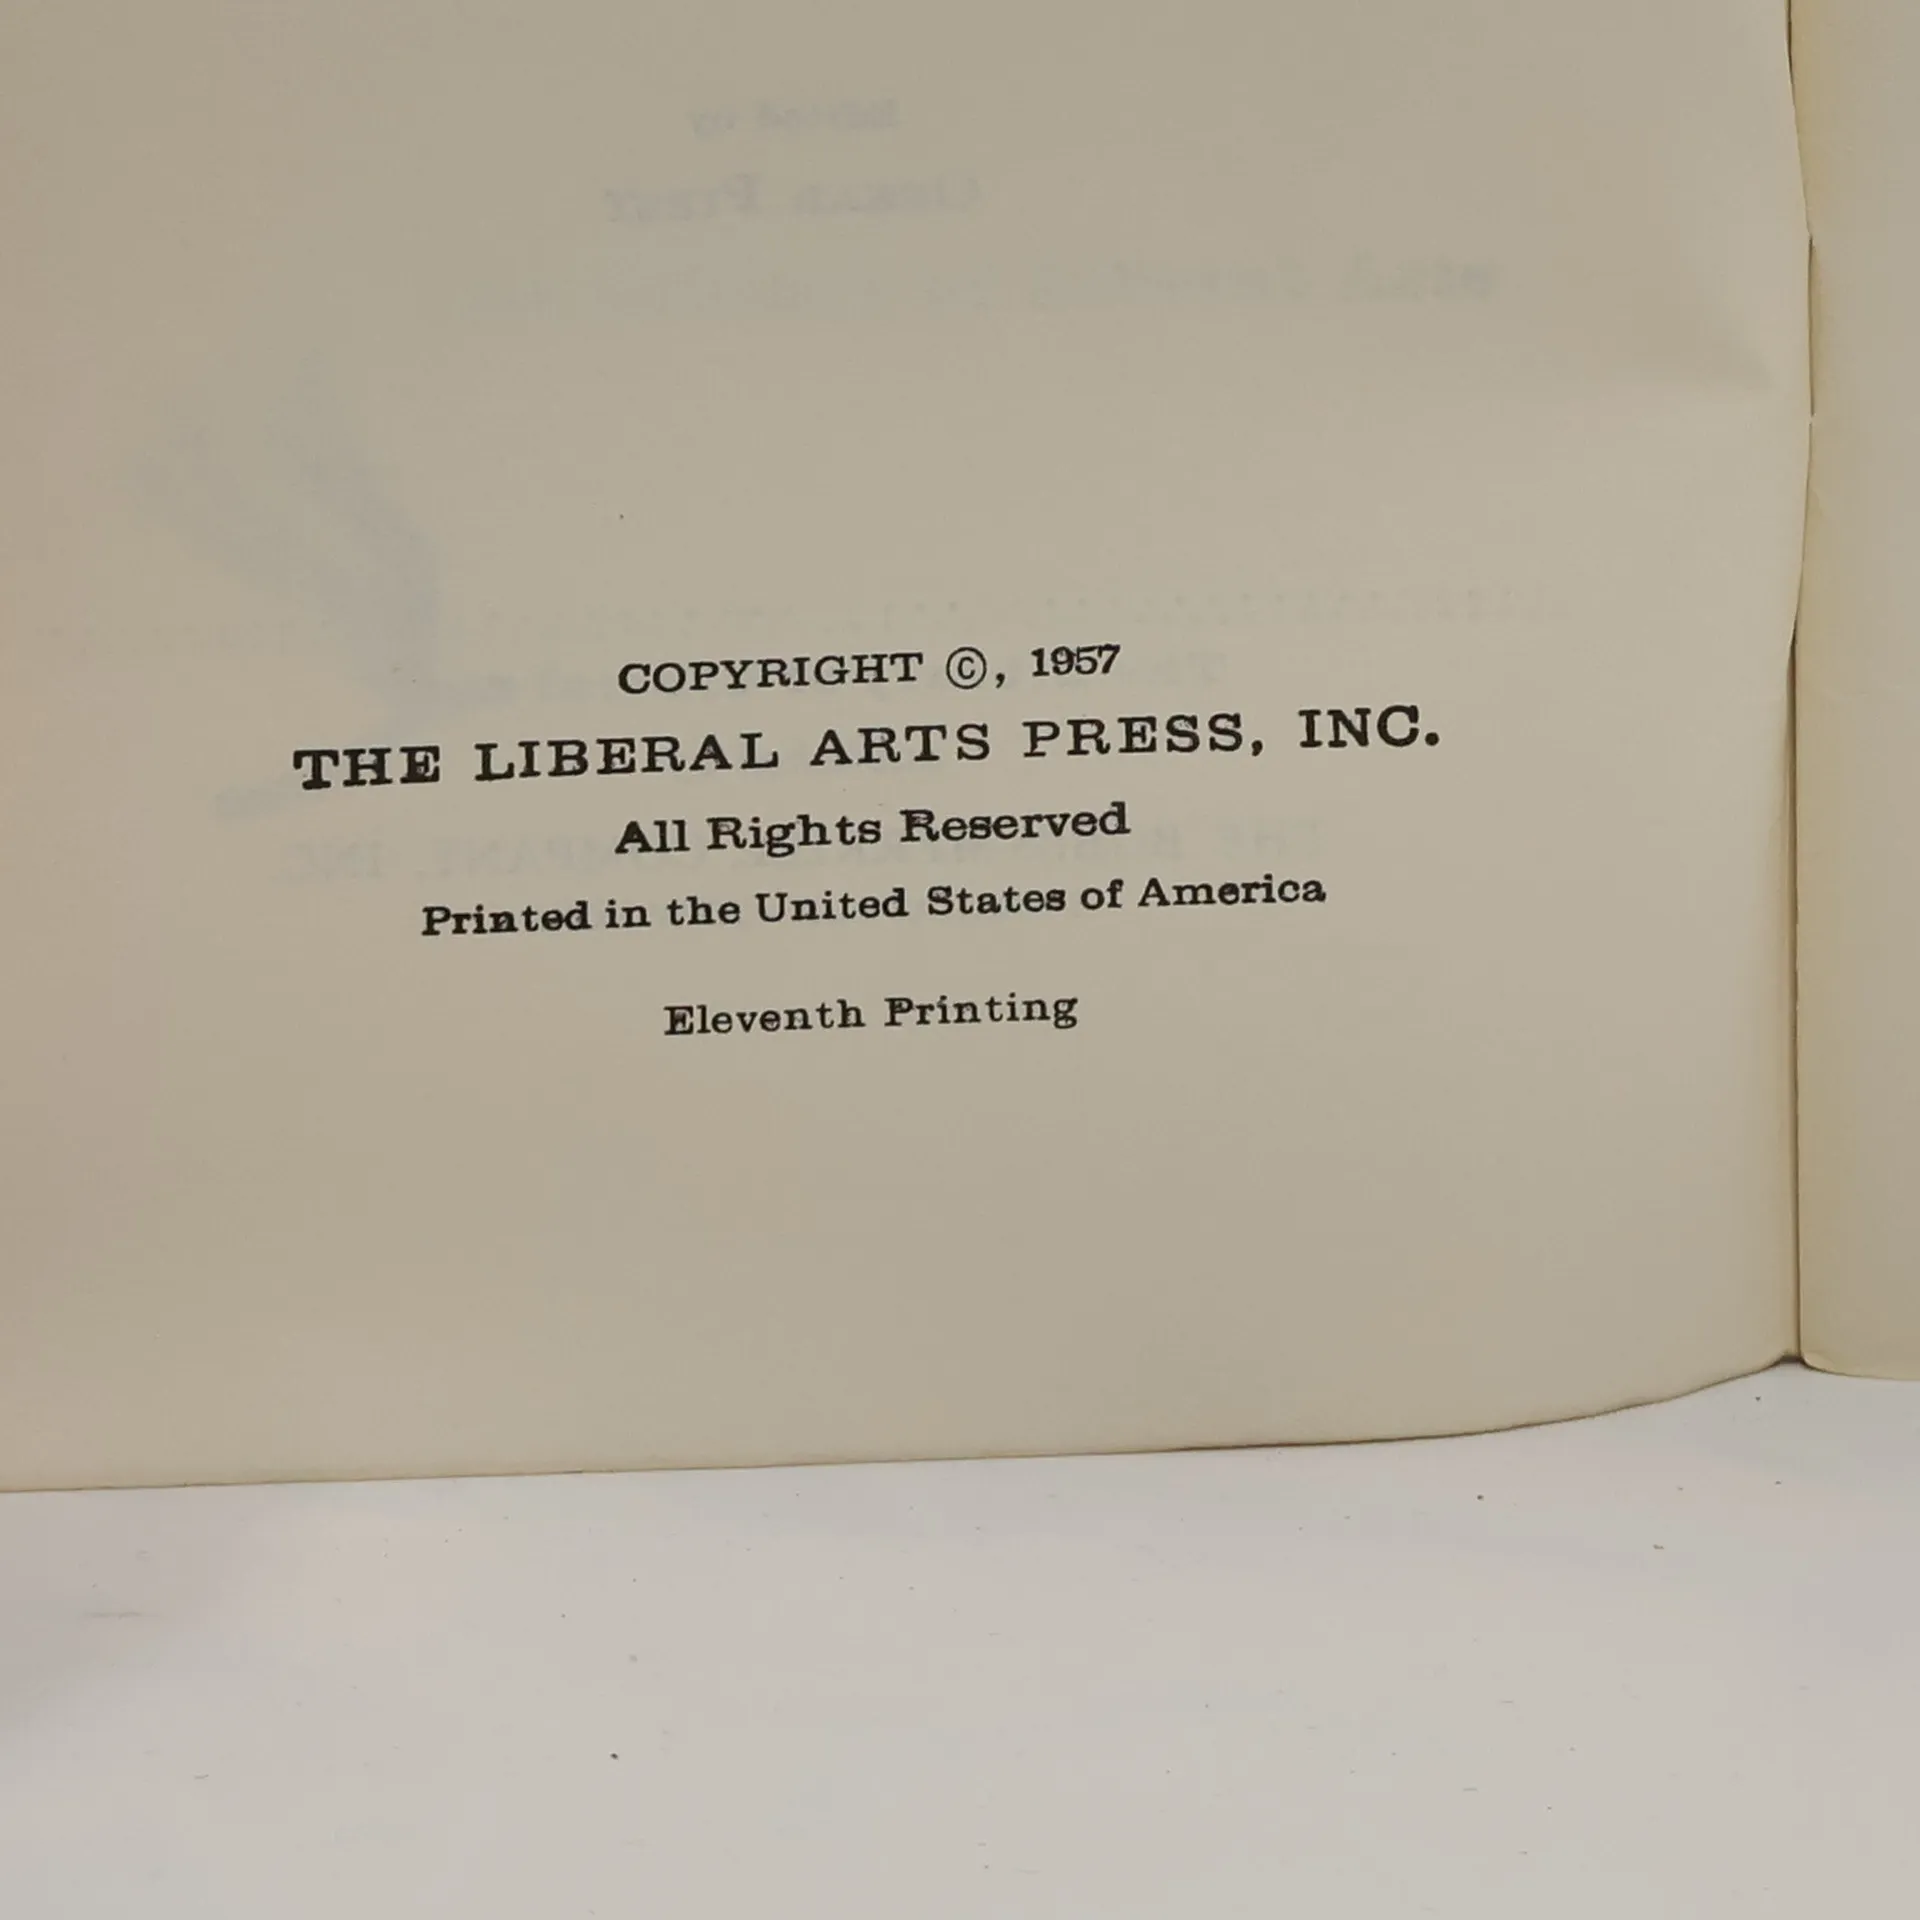 COPYRIGHT ©, 1957
THE LIBERAL ARTS PRESS, INC.
All Rights Reserved
Printed in the United States of America
Eleventh Printing